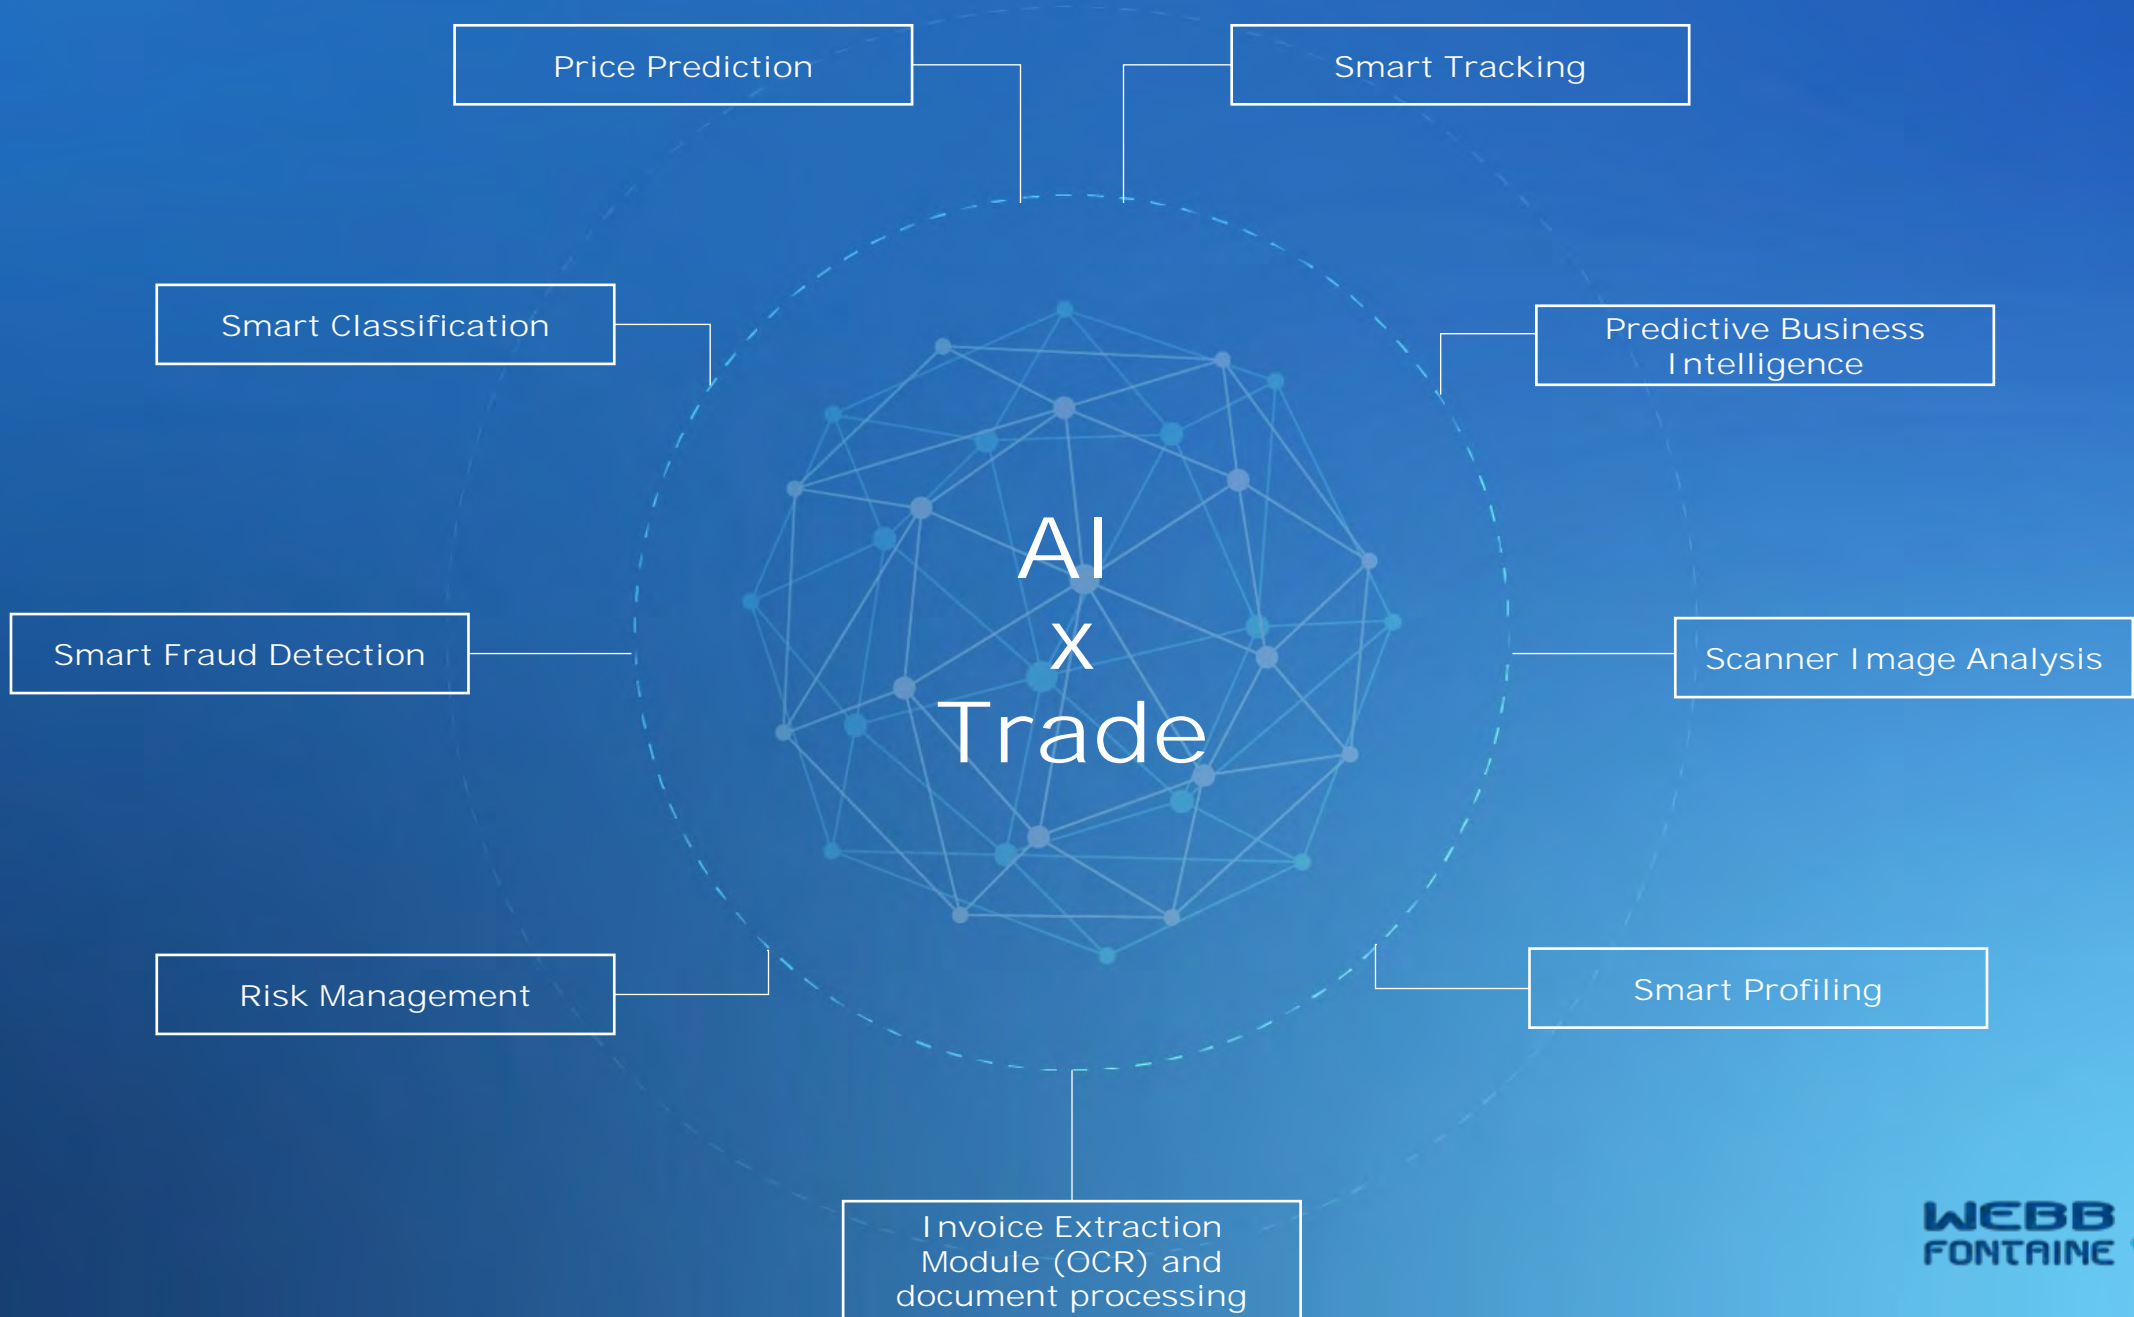 Price Prediction
Smart Tracking
Smart Classification
Predictive Business
Intelligence
AI
x
Trade
Smart Fraud Detection
Scanner Image Analysis
Risk Management
Smart Profiling
Invoice Extraction
Module (OCR) and
document processing
WEBB
FONTAINE